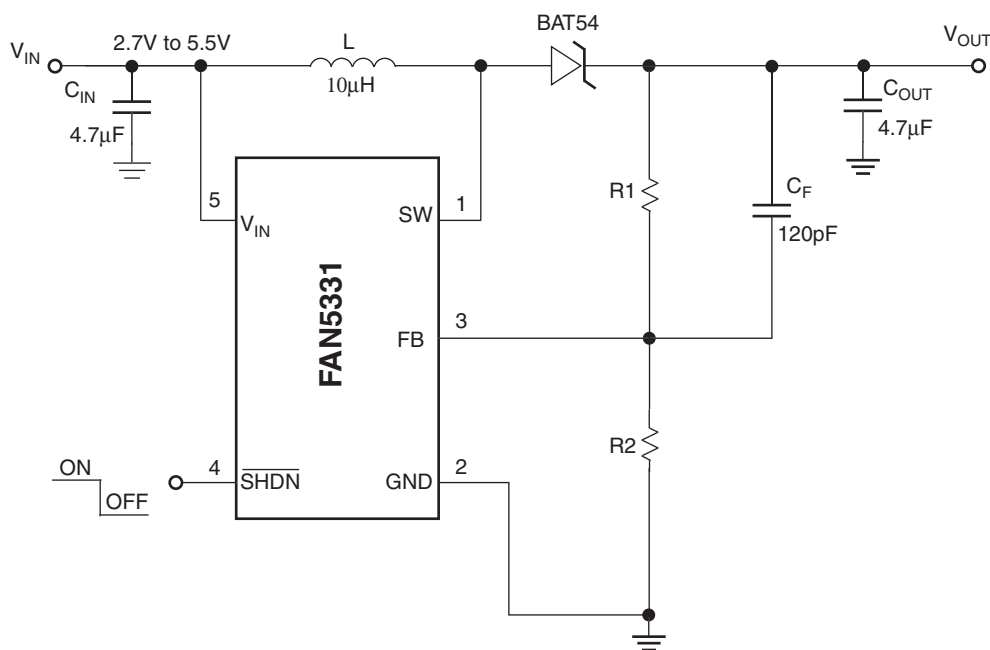 BAT54
V_IN
2.7V to 5.5V
L
V_OUT
10μH
C_IN
4.7μF
C_OUT
4.7μF
R1
C_F
120pF
5
V_IN
SW
1
FAN5331
FB
3
R2
ON
OFF
4
SHDN
GND
2